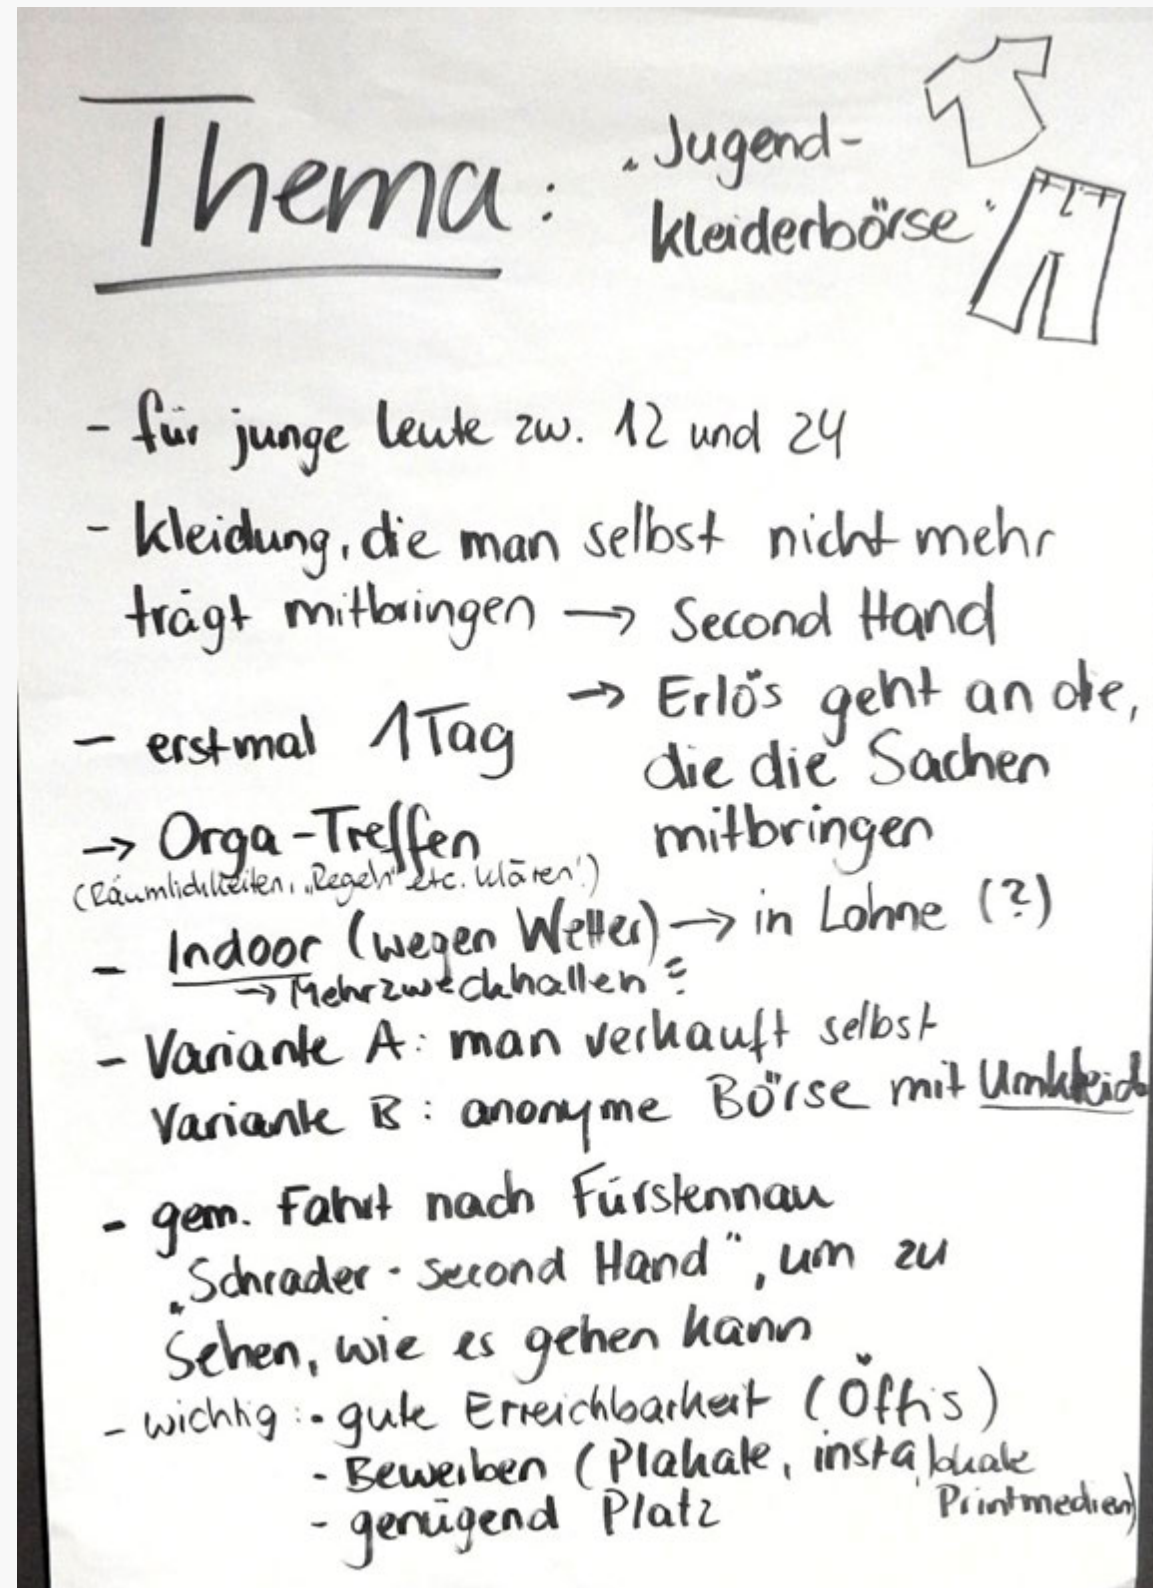 Thema: „Jugend-
kleiderbörse"
- für junge Leute zw. 12 und 24
- Kleidung, die man selbst nicht mehr
trägt mitbringen → Second Hand
→ Erlös geht an die,
die die Sachen
mitbringen
- erstmal 1 Tag
→ Orga-Treffen
(Räumlichkeiten, „Regeln" etc. klären!)
- Indoor (wegen Wetter) → in Lohne (?)
→ Mehrzweckhallen?
- Variante A: man verkauft selbst
Variante B: anonyme Börse mit
- gem. Fahrt nach Fürstennau
„Schrader - Second Hand", um zu
sehen, wie es gehen kann
- wichtig: - gute Erreichbarkeit (Öffis)
- Bewerben (Plakate, insta, lokale
Printmedien)
- genügend Platz